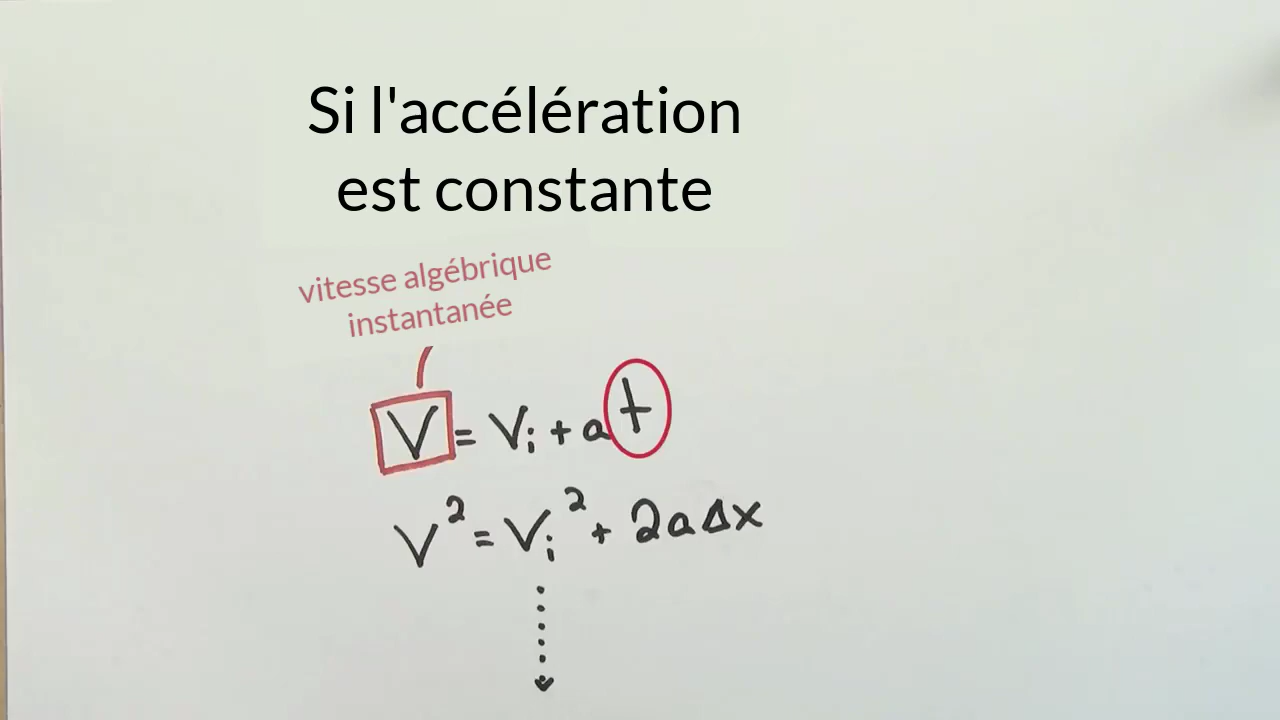 Si l'accélération
est constante
vitesse algébrique
instantanée
V = Vi + at
V² = Vi² + 2aΔx